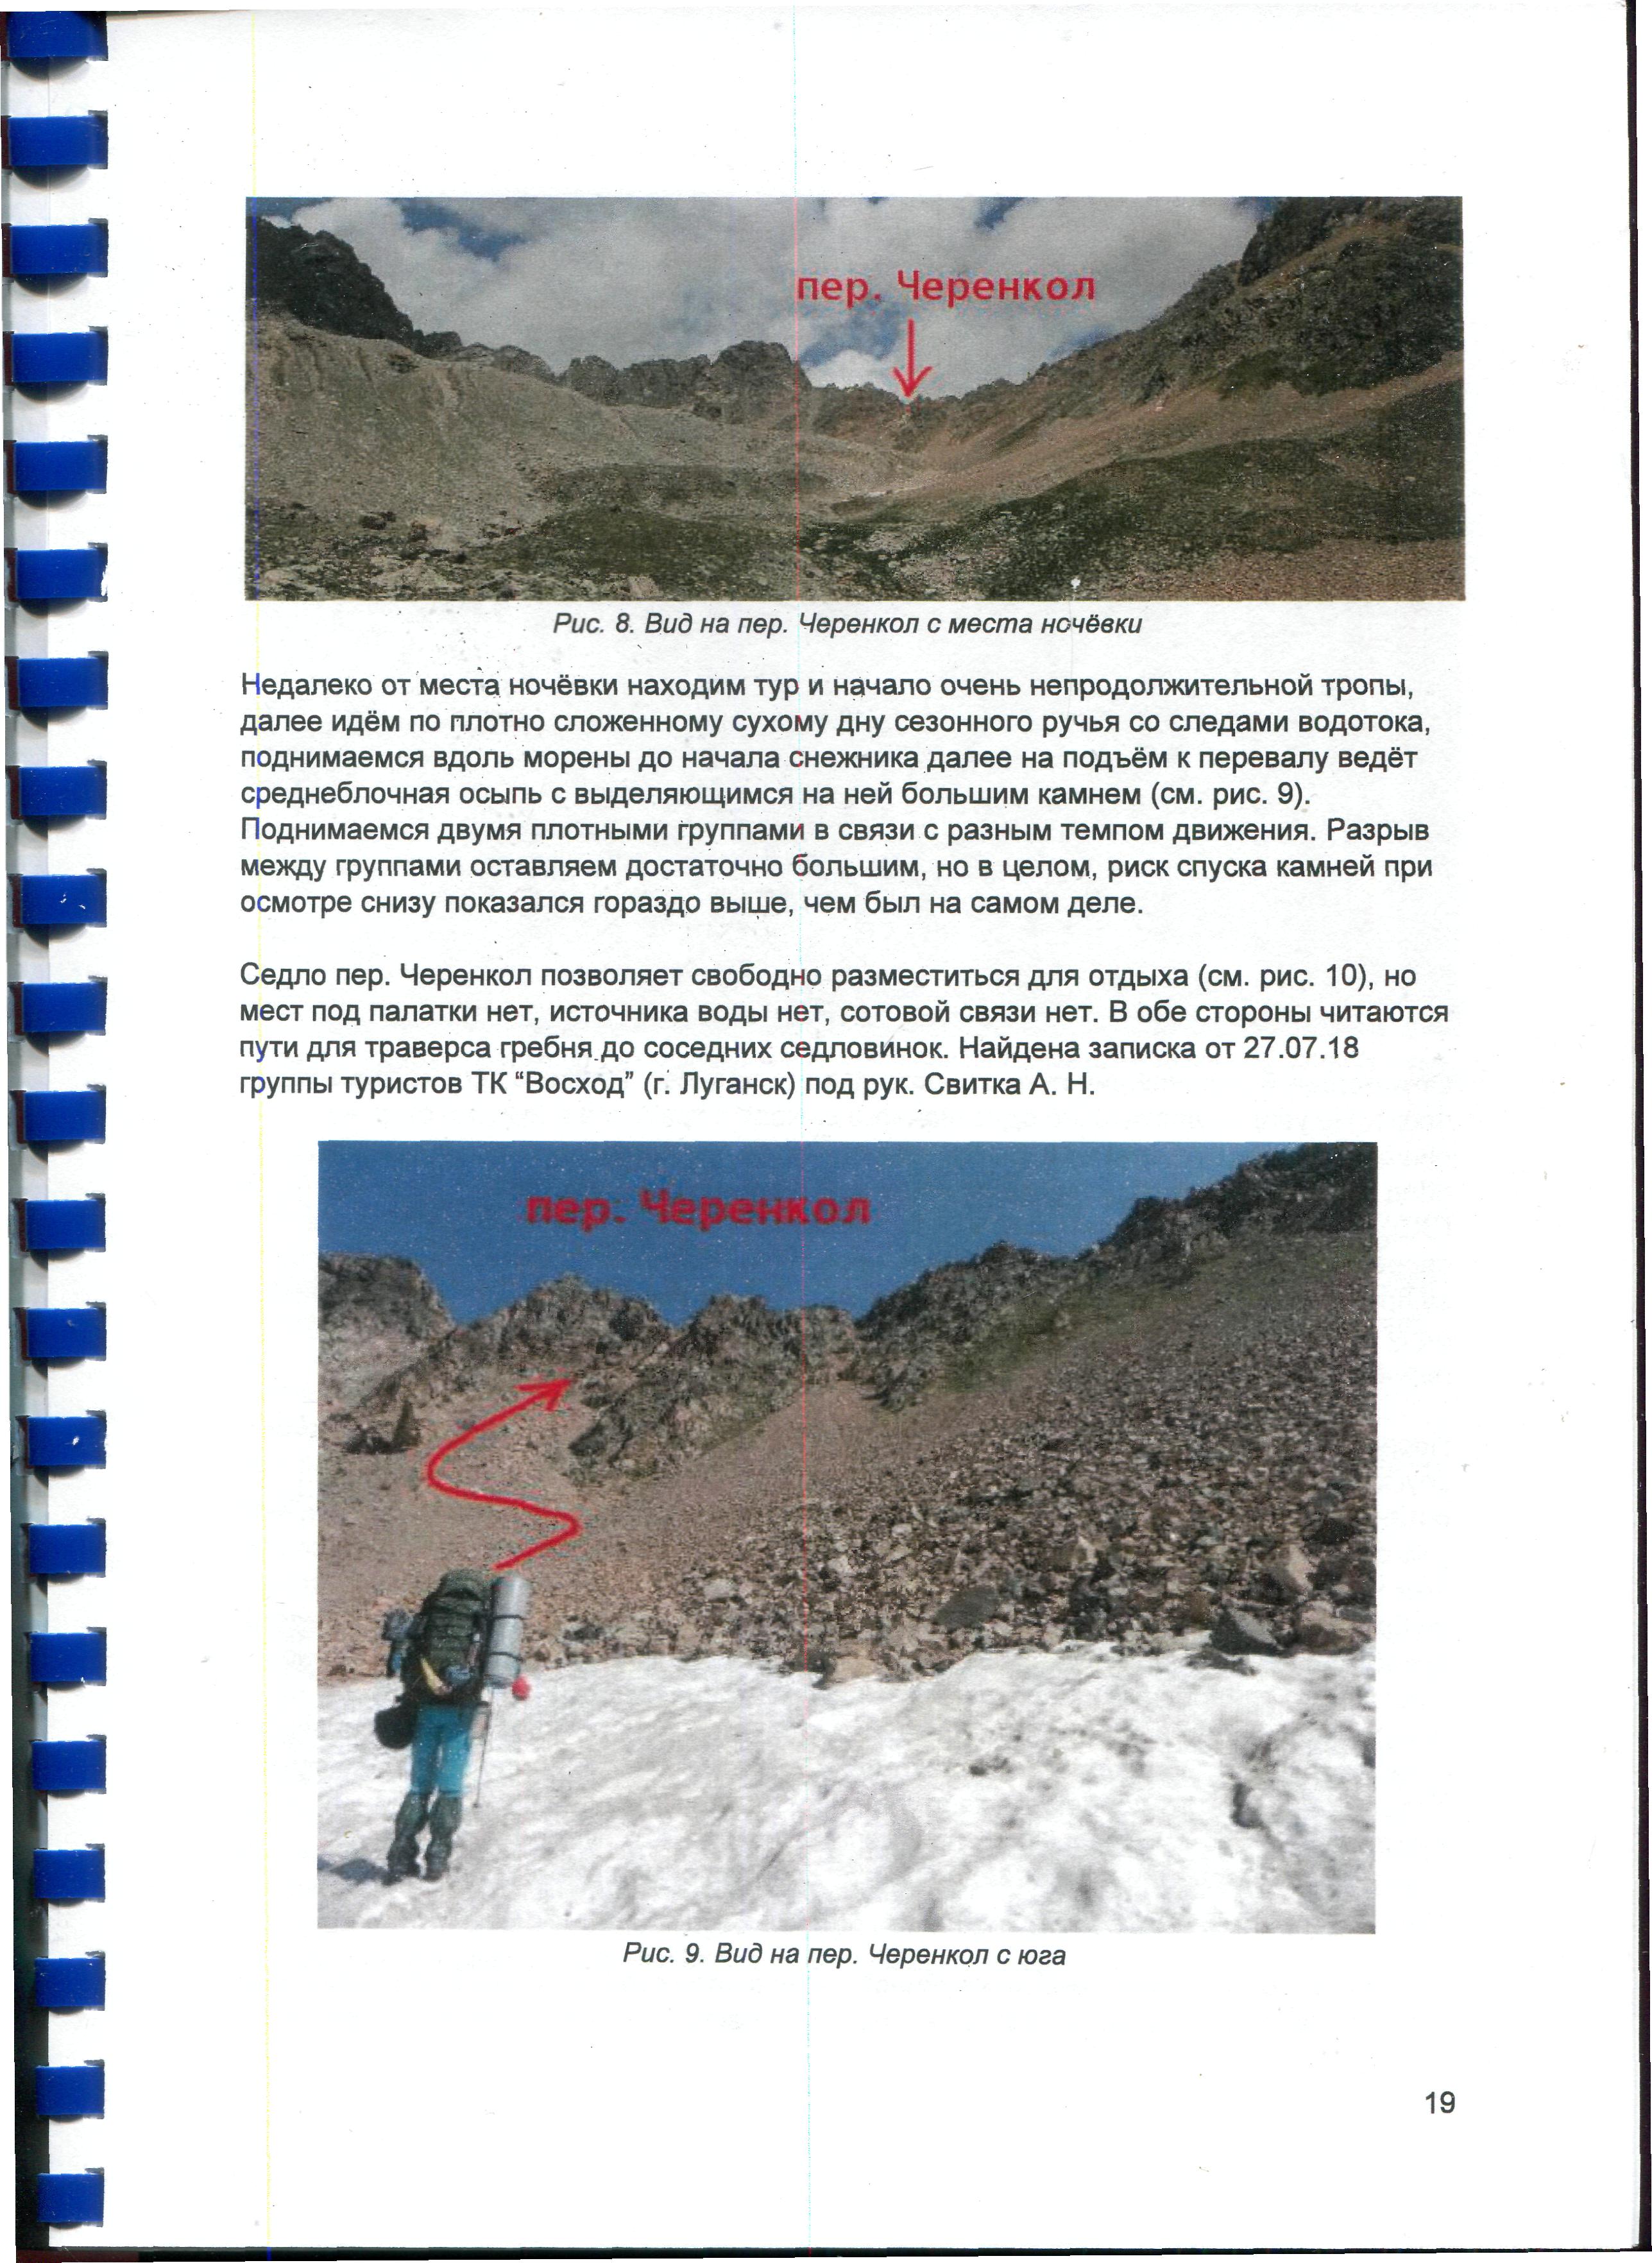 пер. Черенкол
Рис. 8. Вид на пер. Черенкол с места ночёвки
Недалеко от места ночёвки находим тур и начало очень непродолжительной тропы,
далее идём по плотно сложенному сухому дну сезонного ручья со следами водотока,
поднимаемся вдоль морены до начала снежника далее на подъём к перевалу ведёт
среднеблочная осыпь с выделяющимся на ней большим камнем (см. рис. 9).
Поднимаемся двумя плотными группами в связи с разным темпом движения. Разрыв
между группами оставляем достаточно большим, но в целом, риск спуска камней при
осмотре снизу показался гораздо выше, чем был на самом деле.
Седло пер. Черенкол позволяет свободно разместиться для отдыха (см. рис. 10), но
мест под палатки нет, источника воды нет, сотовой связи нет. В обе стороны читаются
пути для траверса гребня до соседних седловинок. Найдена записка от 27.07.18
группы туристов ТК “Восход” (г. Луганск) под рук. Свитка А. Н.
пер. Черенкол
Рис. 9. Вид на пер. Черенкол с юга
19